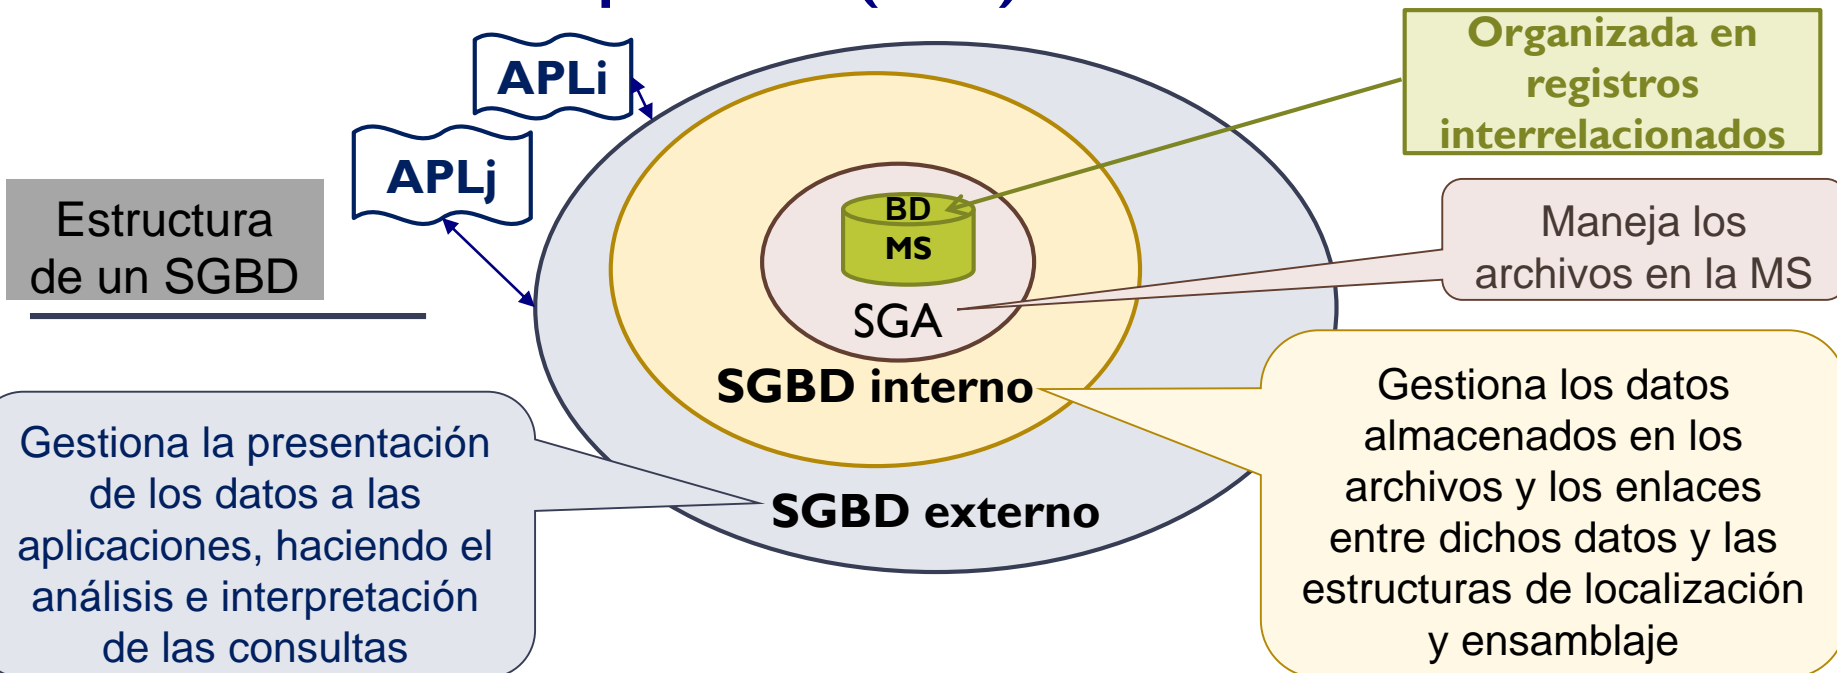 APLi
APLj
Estructura
de un SGBD
Organizada en
registros
interrelacionados
BD
MS
SGA
Maneja los
archivos en la MS
SGBD interno
SGBD externo
Gestiona la presentación
de los datos a las
aplicaciones, haciendo el
análisis e interpretación
de las consultas
Gestiona los datos
almacenados en los
archivos y los enlaces
entre dichos datos y las
estructuras de localización
y ensamblaje